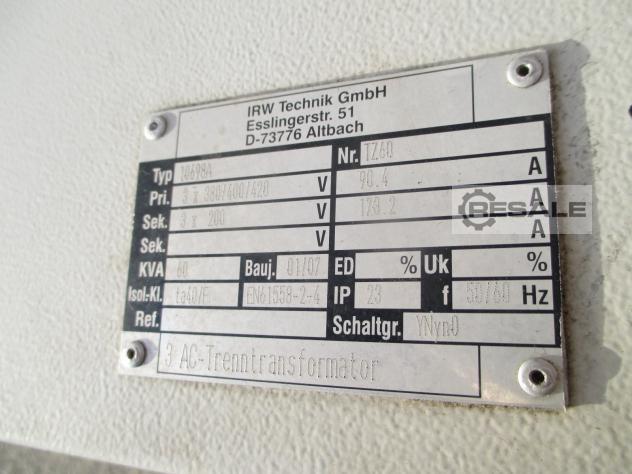 IRW Technik GmbH
Esslingerstr. 51
D-73776 Altbach
Typ 10698A Nr. TZ60
Pri. 3 x 380/400/420 V 90.4 A
Sek. 3 x 200 V 173.2 A
Sek. V A
KVA 60 Bauj. 01/07 ED % Uk %
Isol-Kl. ta40/E EN61558-2-4 IP 23 f 50/60 Hz
Ref. Schaltgr. YNyn0
3 AC-Trenntransformator
RESALE